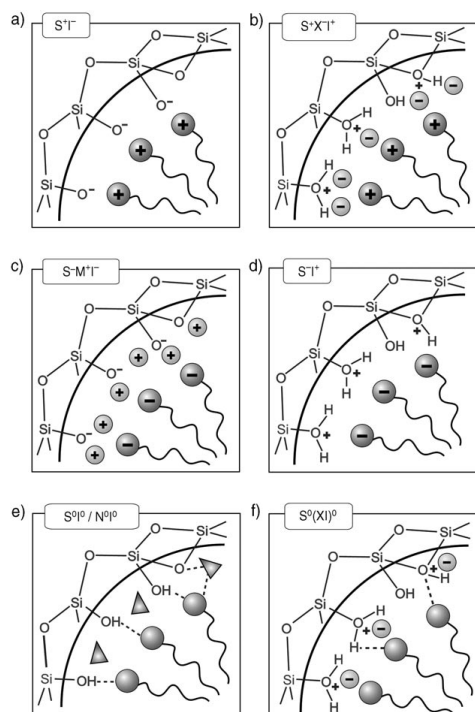 a)
S⁺I⁻
Si
Si
O
O
O⁻
Si
O⁻
O
Si
O⁻
+
+
+
b)
S⁺X⁻I⁺
Si
Si
O
O
H
+
−
−
OH
Si
H
O
+
H
−
+
+
O
H
Si
O
+
H
−
−
+
c)
S⁻M⁺I⁻
Si
Si
O
O
+
O⁻
Si
O⁻
+
+
−
O
+
−
Si
O⁻
+
−
+
d)
S⁻I⁺
Si
Si
O
O
+
H
OH
Si
H
O
+
H
−
−
O
H
Si
O
+
H
−
e)
S⁰I⁰ / N⁰I⁰
Si
Si
O
O
OH
Si
OH
O
Si
OH
f)
S⁰(XI)⁰
Si
Si
O
O
+
−
H
OH
Si
H
O
+
−
H
O
H
Si
O
+
−
H